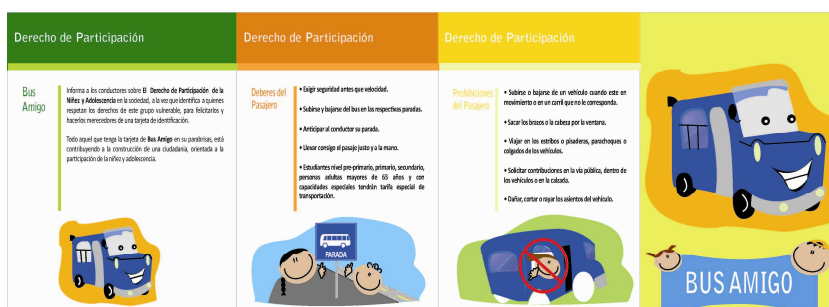 Derecho de Participación
Bus
Amigo
Informa a los conductores sobre El Derecho de Participación de la
Niñez y Adolescencia en la sociedad, a la vez que identifica a quienes
respetan los derechos de este grupo vulnerable, para felicitarlos y
hacerlos merecedores de una tarjeta de identificación.
Todo aquel que tenga la tarjeta de Bus Amigo en su parabrisas, está
contribuyendo a la construcción de una ciudadanía, orientada a la
participación de la niñez y adolescencia.
Derecho de Participación
Deberes del
Pasajero
• Exigir seguridad antes que velocidad.
• Subirse y bajarse del bus en las respectivas paradas.
• Anticipar al conductor su parada.
• Llevar consigo el pasaje justo y a la mano.
• Estudiantes nivel pre-primario, primario, secundario,
personas adultas mayores de 65 años y con
capacidades especiales tendrán tarifa especial de
transportación.
PARADA
Derecho de Participación
Prohibiciones
del Pasajero
• Subirse o bajarse de un vehículo cuando este en
movimiento o en un carril que no le corresponda.
• Sacar los brazos o la cabeza por la ventana.
• Viajar en los estribos o pisaderas, parachoques o
colgados de los vehículos.
• Solicitar contribuciones en la vía pública, dentro de
los vehículos o en la calzada.
• Dañar, cortar o rayar los asientos del vehículo.
BUS AMIGO